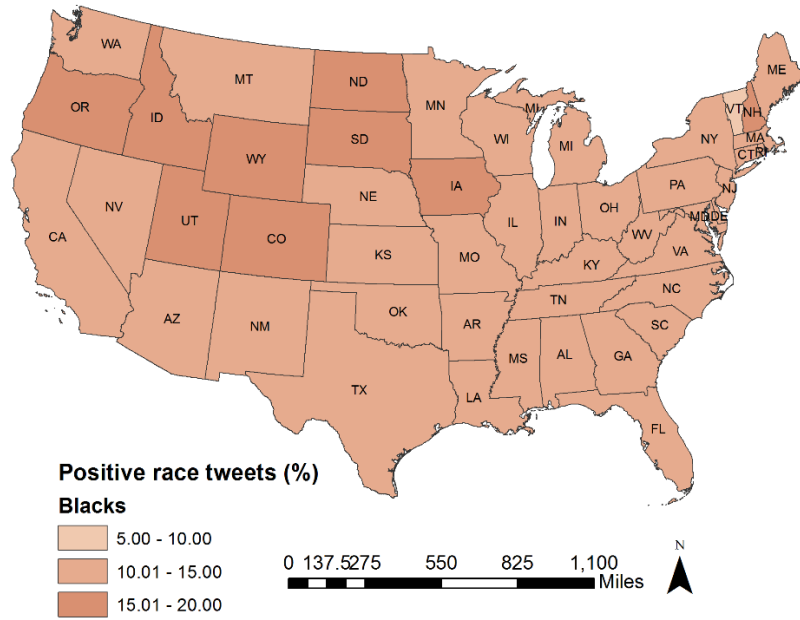 WA
MT
ND
MN
ME
OR
ID
SD
WI
MI
MI
VT
NH
NY
MA
CT
RI
WY
IA
NE
PA
NJ
NV
UT
CO
IL
IN
OH
MD
DE
WV
CA
KS
MO
KY
VA
AZ
NM
OK
AR
TN
NC
SC
TX
LA
MS
AL
GA
FL
Positive race tweets (%)
Blacks
5.00 - 10.00
10.01 - 15.00
15.01 - 20.00
0 137.5 275 550 825 1,100
Miles
N